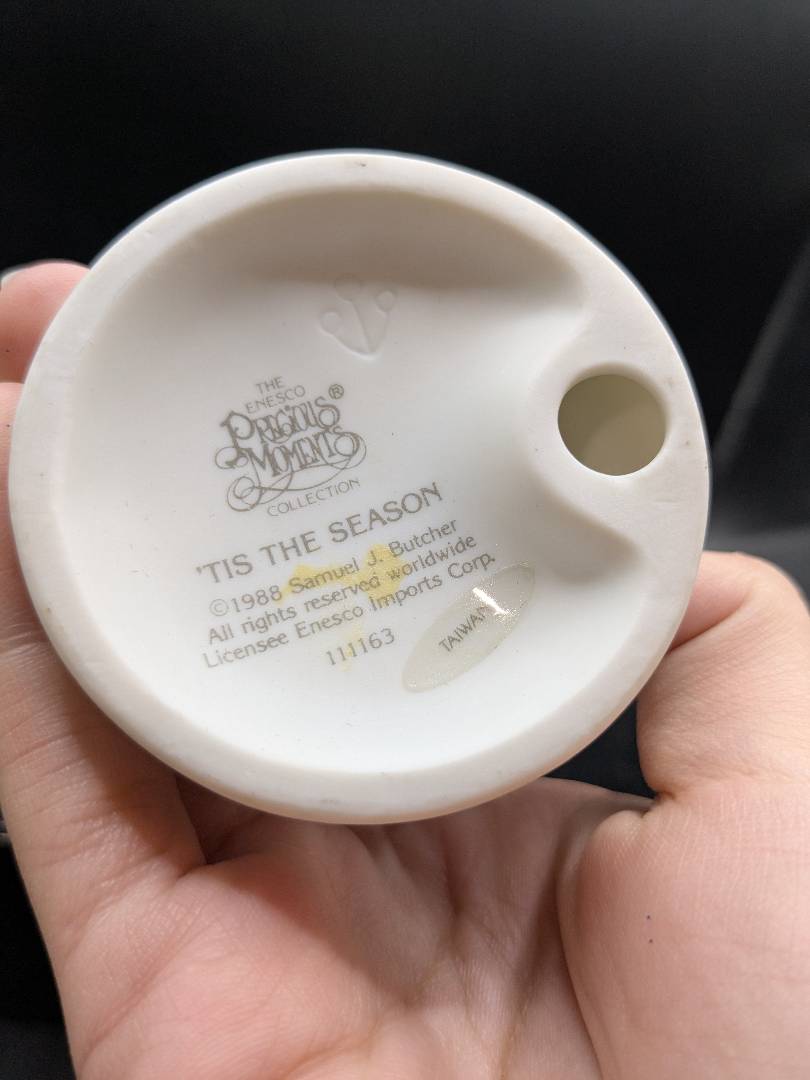 THE
ENESCO
PRECIOUS®
MOMENTS
COLLECTION
'TIS THE SEASON
©1988 Samuel J. Butcher
All rights reserved worldwide
Licensee Enesco Imports Corp.
111163
TAIWAN